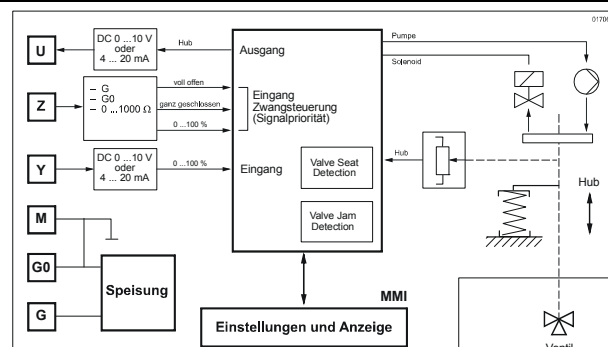 0170
U
DC 0 ...10 V
oder
4 ... 20 mA
Hub
Ausgang
Pumpe
Solenoid
Z
– G
– G0
– 0 ...1000 Ω
voll offen
ganz geschlossen
0 ...100 %
Eingang
Zwangsteuerung
(Signalpriorität)
Y
DC 0 ...10 V
oder
4 ... 20 mA
0 ...100 %
Eingang
Valve Seat
Detection
Valve Jam
Detection
Hub
Hub
M
G0
G
Speisung
MMI
Einstellungen und Anzeige
Ventil